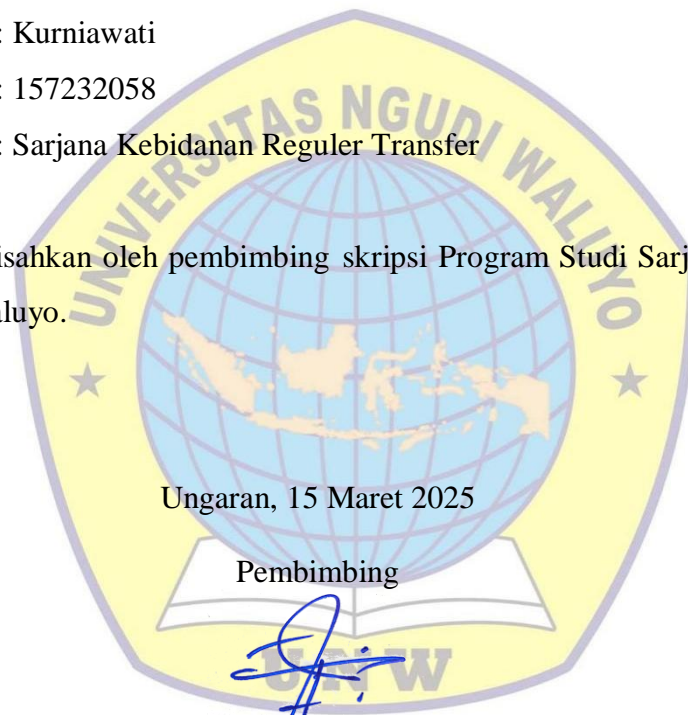 : Kurniawati
: 157232058
: Sarjana Kebidanan Reguler Transfer
UNIVERSITAS NGUDI WALUYO
isahkan oleh pembimbing skripsi Program Studi Sarj
aluyo.
Ungaran, 15 Maret 2025
Pembimbing
UNW